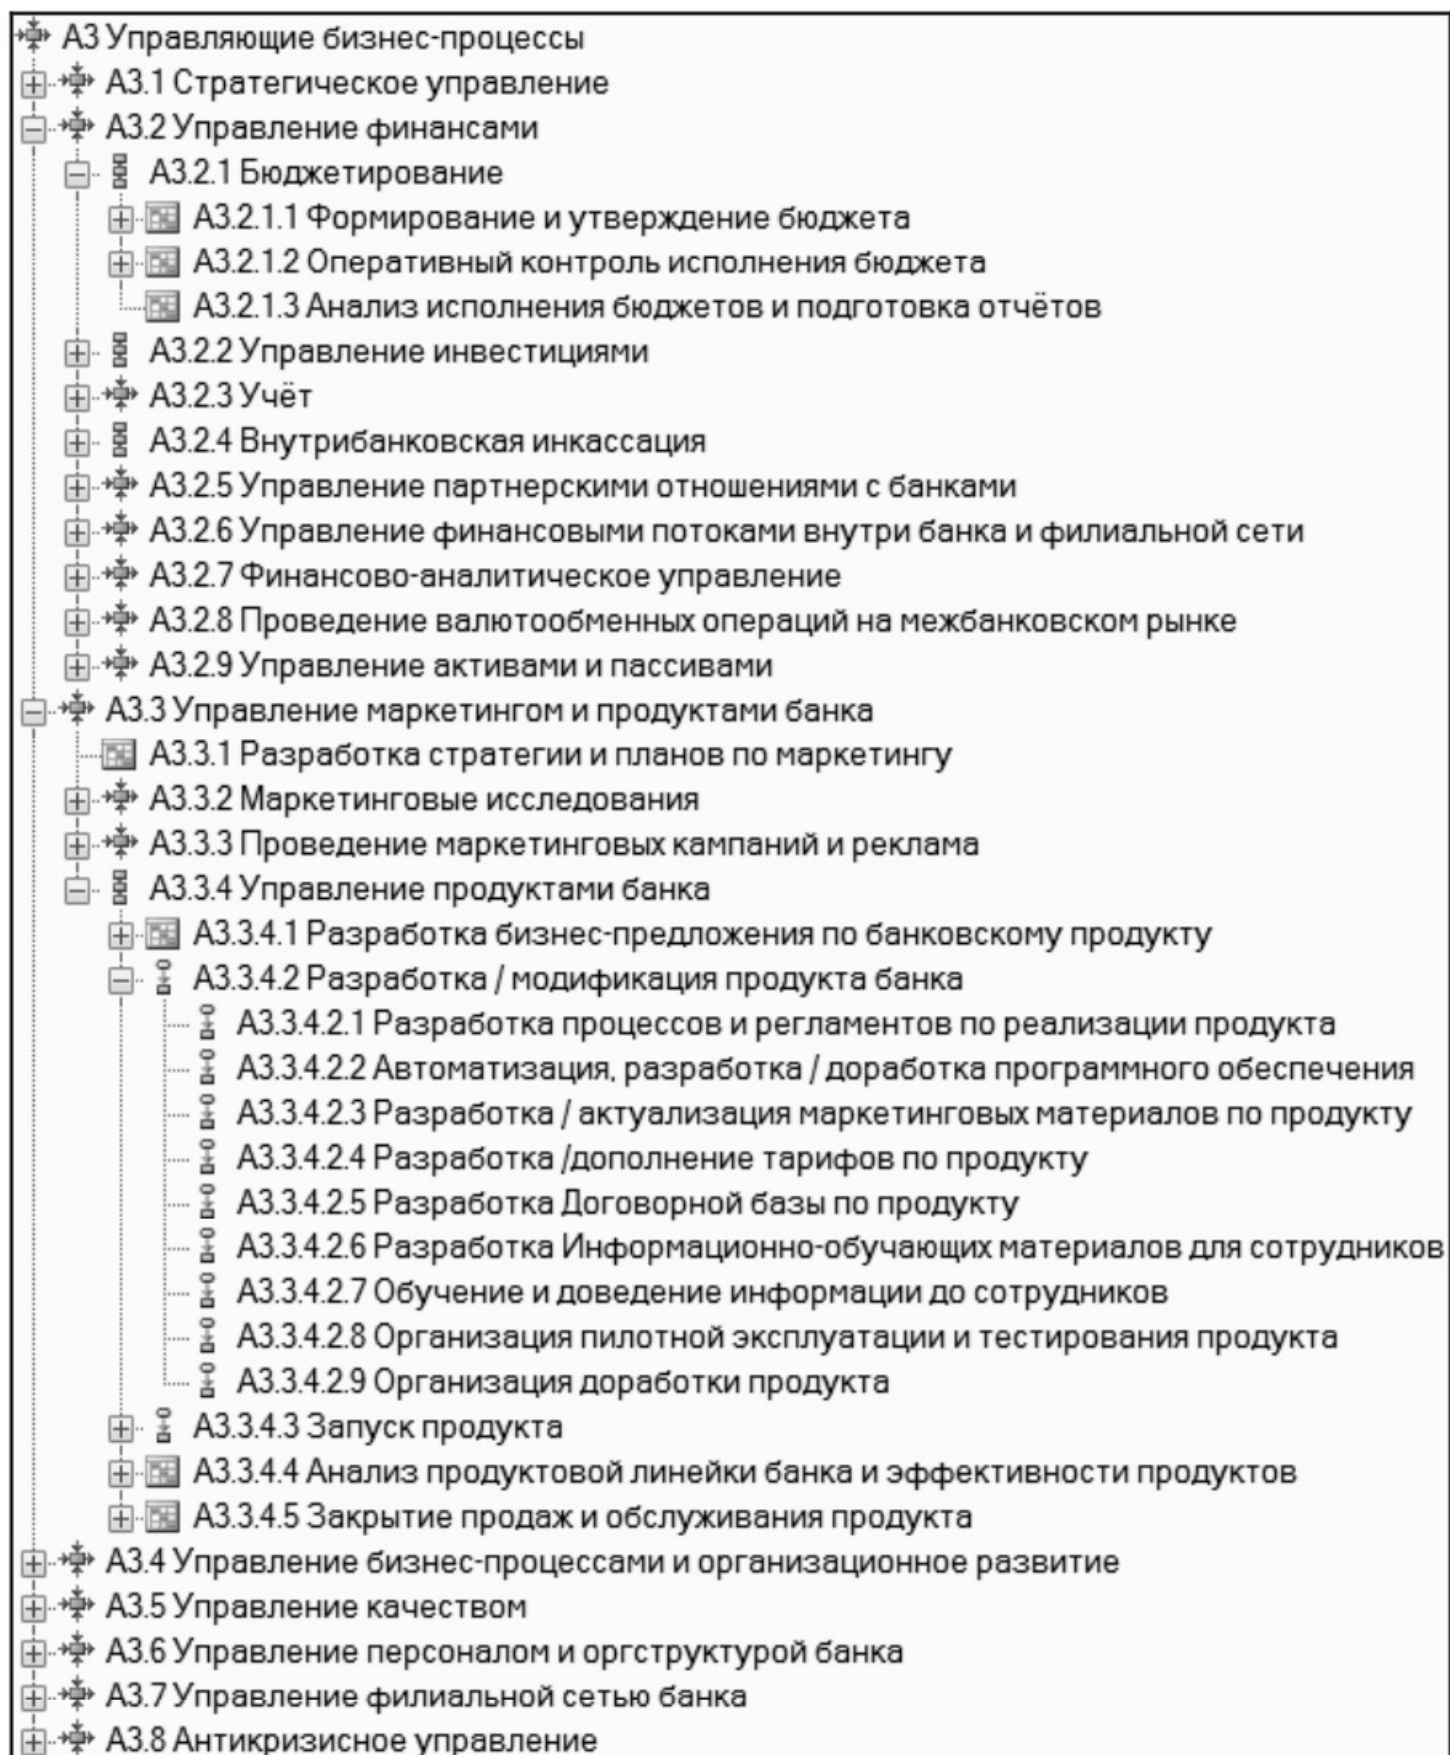 А3 Управляющие бизнес-процессы
А3.1 Стратегическое управление
А3.2 Управление финансами
А3.2.1 Бюджетирование
А3.2.1.1 Формирование и утверждение бюджета
А3.2.1.2 Оперативный контроль исполнения бюджета
А3.2.1.3 Анализ исполнения бюджетов и подготовка отчётов
А3.2.2 Управление инвестициями
А3.2.3 Учёт
А3.2.4 Внутрибанковская инкассация
А3.2.5 Управление партнерскими отношениями с банками
А3.2.6 Управление финансовыми потоками внутри банка и филиальной сети
А3.2.7 Финансово-аналитическое управление
А3.2.8 Проведение валютообменных операций на межбанковском рынке
А3.2.9 Управление активами и пассивами
А3.3 Управление маркетингом и продуктами банка
А3.3.1 Разработка стратегии и планов по маркетингу
А3.3.2 Маркетинговые исследования
А3.3.3 Проведение маркетинговых кампаний и реклама
А3.3.4 Управление продуктами банка
А3.3.4.1 Разработка бизнес-предложения по банковскому продукту
А3.3.4.2 Разработка / модификация продукта банка
А3.3.4.2.1 Разработка процессов и регламентов по реализации продукта
А3.3.4.2.2 Автоматизация, разработка / доработка программного обеспечения
А3.3.4.2.3 Разработка / актуализация маркетинговых материалов по продукту
А3.3.4.2.4 Разработка /дополнение тарифов по продукту
А3.3.4.2.5 Разработка Договорной базы по продукту
А3.3.4.2.6 Разработка Информационно-обучающих материалов для сотрудников
А3.3.4.2.7 Обучение и доведение информации до сотрудников
А3.3.4.2.8 Организация пилотной эксплуатации и тестирования продукта
А3.3.4.2.9 Организация доработки продукта
А3.3.4.3 Запуск продукта
А3.3.4.4 Анализ продуктовой линейки банка и эффективности продуктов
А3.3.4.5 Закрытие продаж и обслуживания продукта
А3.4 Управление бизнес-процессами и организационное развитие
А3.5 Управление качеством
А3.6 Управление персоналом и оргструктурой банка
А3.7 Управление филиальной сетью банка
А3.8 Антикризисное управление